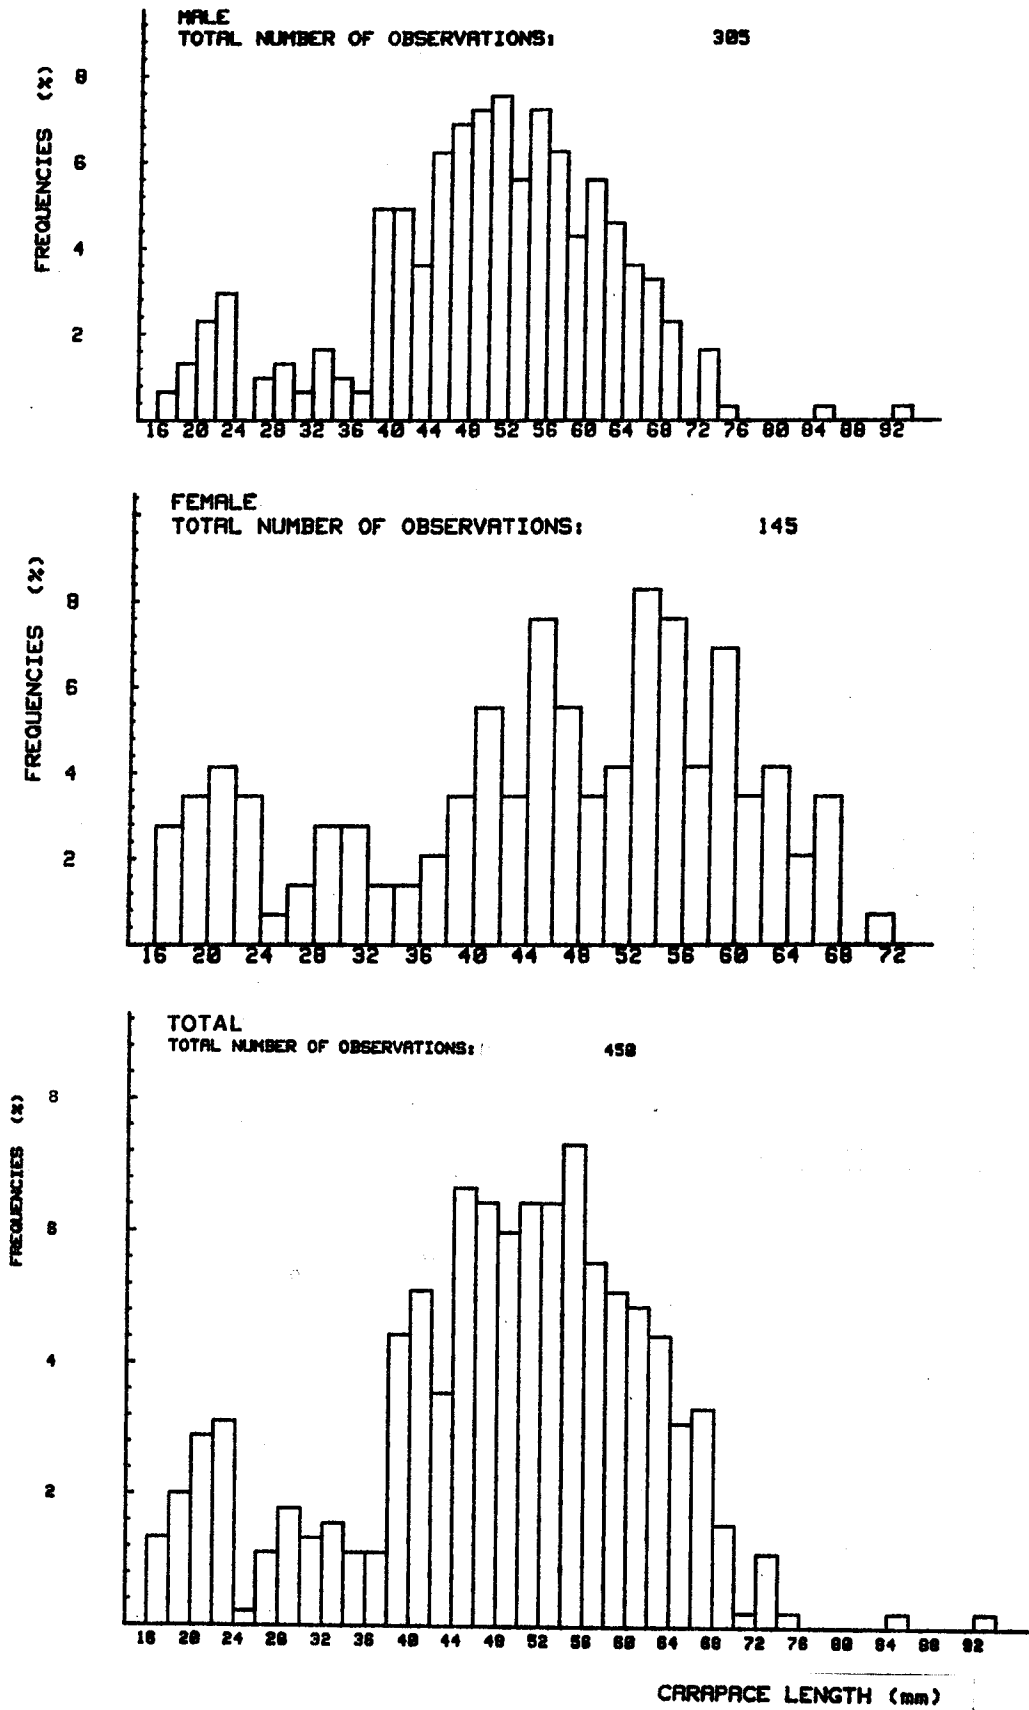 MALE
TOTAL NUMBER OF OBSERVATIONS: 305
FREQUENCIES (%)
8
6
4
2
16 20 24 28 32 36 40 44 48 52 56 60 64 68 72 76 80 84 88 92
FEMALE
TOTAL NUMBER OF OBSERVATIONS: 145
FREQUENCIES (%)
8
6
4
2
16 20 24 28 32 36 40 44 48 52 56 60 64 68 72
TOTAL
TOTAL NUMBER OF OBSERVATIONS: 450
FREQUENCIES (%)
8
6
4
2
16 20 24 28 32 36 40 44 48 52 56 60 64 68 72 76 80 84 88 92
CARAPACE LENGTH (mm)